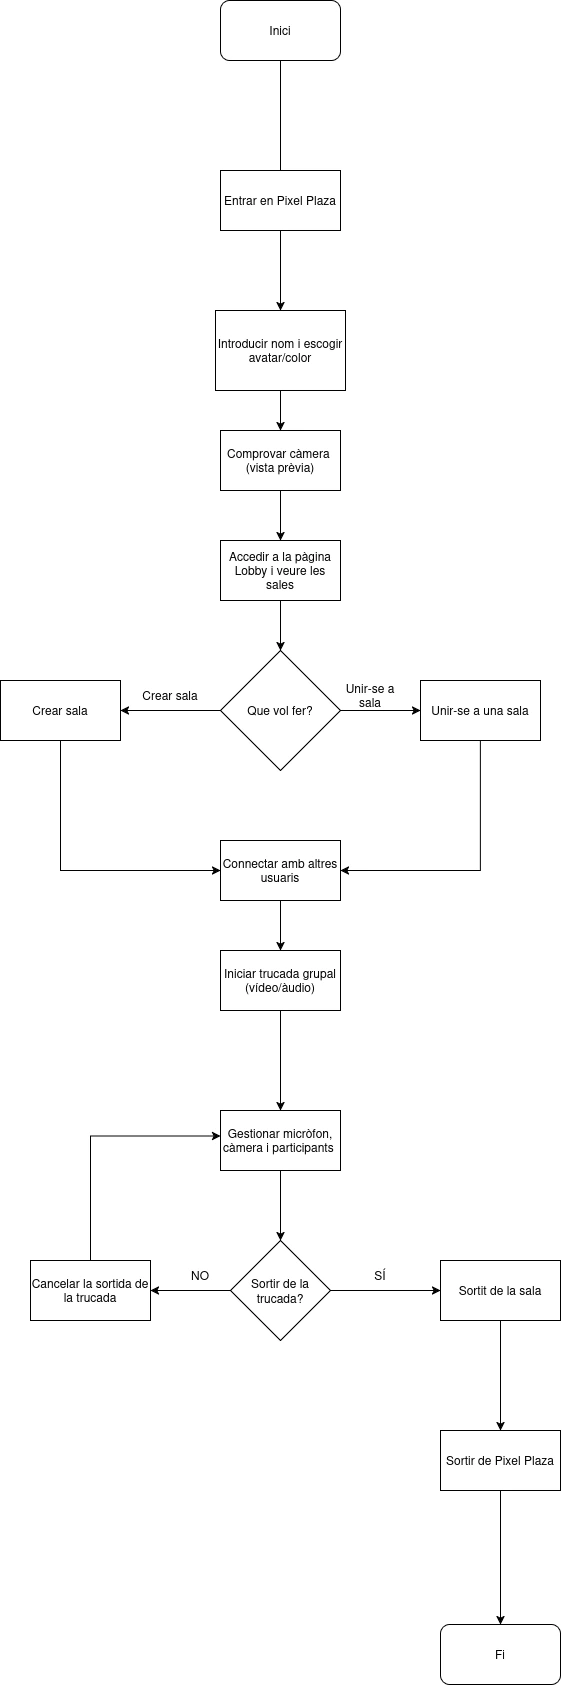 Inici
Entrar en Pixel Plaza
Introducir nom i escogir
avatar/color
Comprovar càmera
(vista prèvia)
Accedir a la pàgina
Lobby i veure les
sales
Crear sala
Crear sala
Que vol fer?
Unir-se a
sala
Unir-se a una sala
Connectar amb altres
usuaris
Iniciar trucada grupal
(vídeo/àudio)
Gestionar micròfon,
càmera i participants
Cancelar la sortida de
la trucada
NO
Sortir de la
trucada?
SÍ
Sortit de la sala
Sortir de Pixel Plaza
Fi